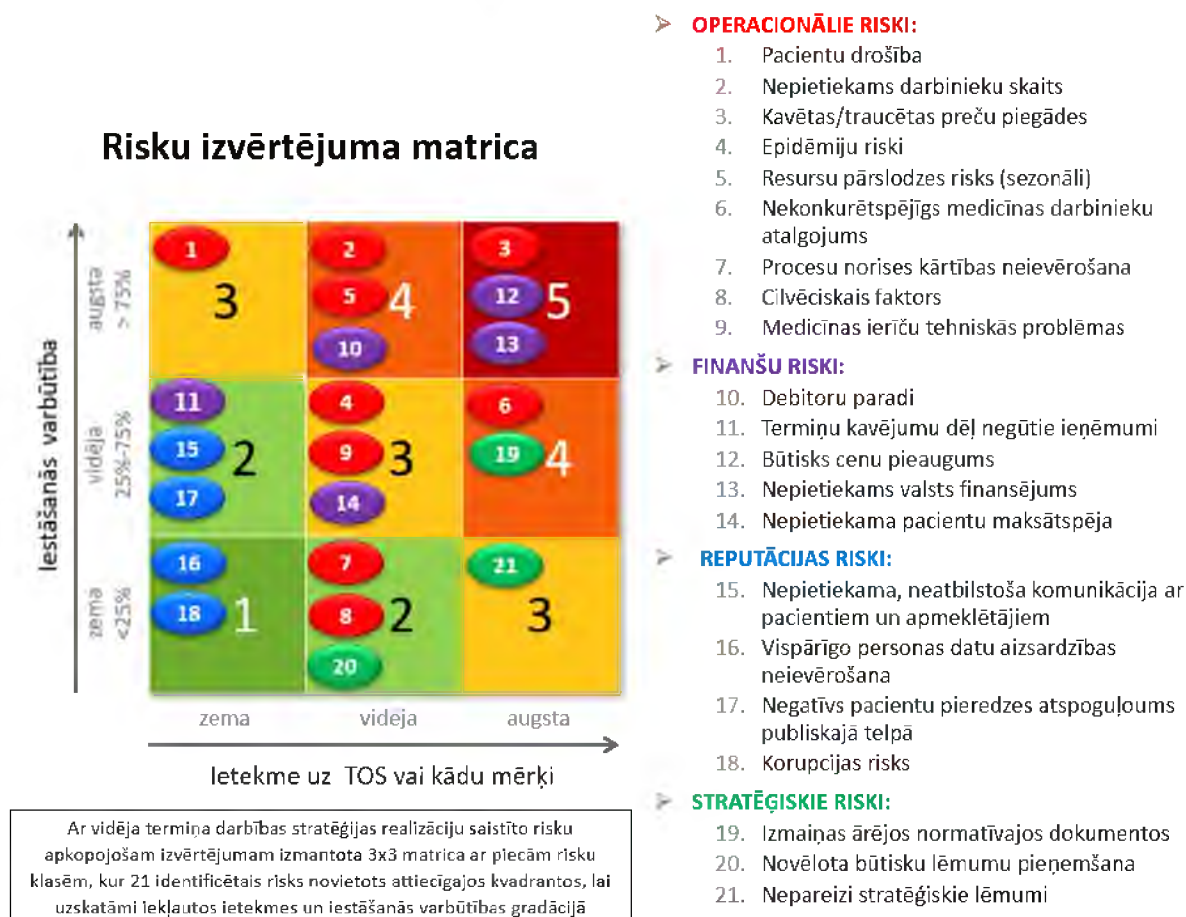 Risku izvērtējuma matrica
Iestāšanās varbūtība
augsta
> 75%
vidēja
25%-75%
zema
<25%
1
3
2
5
10
4
3
12
13
5
11
15
17
2
4
9
14
3
6
19
4
16
18
1
7
8
20
2
21
3
zema
vidēja
augsta
Ietekme uz TOS vai kādu mērķi
Ar vidēja termiņa darbības stratēģijas realizāciju saistīto risku
apkopojošam izvērtējumam izmantota 3x3 matrica ar piecām risku
klasēm, kur 21 identificētais risks novietots attiecīgajos kvadrantos, lai
uzskatāmi iekļautos ietekmes un iestāšanās varbūtības gradācijā
OPERACIONĀLIE RISKI:
1. Pacientu drošība
2. Nepietiekams darbinieku skaits
3. Kavētas/traucētas preču piegādes
4. Epidēmiju riski
5. Resursu pārslodzes risks (sezonāli)
6. Nekonkurētspējīgs medicīnas darbinieku
atalgojums
7. Procesu norises kārtības neievērošana
8. Cilvēciskais faktors
9. Medicīnas ierīču tehniskās problēmas
FINANŠU RISKI:
10. Debitoru paradi
11. Termiņu kavējumu dēļ negūtie ieņēmumi
12. Būtisks cenu pieaugums
13. Nepietiekams valsts finansējums
14. Nepietiekama pacientu maksātspēja
REPUTĀCIJAS RISKI:
15. Nepietiekama, neatbilstoša komunikācija ar
pacientiem un apmeklētājiem
16. Vispārīgo personas datu aizsardzības
neievērošana
17. Negatīvs pacientu pieredzes atspoguļoums
publiskajā telpā
18. Korupcijas risks
STRATĒĢISKIE RISKI:
19. Izmaiņas ārējos normatīvajos dokumentos
20. Novēlota būtisku lēmumu pieņemšana
21. Nepareizi stratēģiskie lēmumi